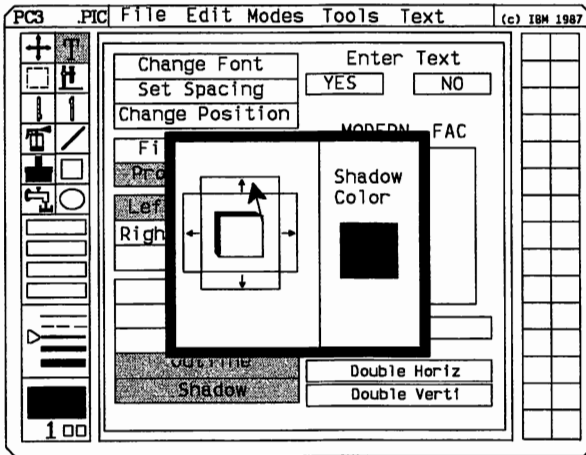 PC3 .PIC File Edit Modes Tools Text (c) IBM 1987
T
Change Font
Set Spacing
Change Position
Enter Text
YES NO
FAC
Shadow
Color
Righ
Shadow
Double Horiz
Double Verti
1